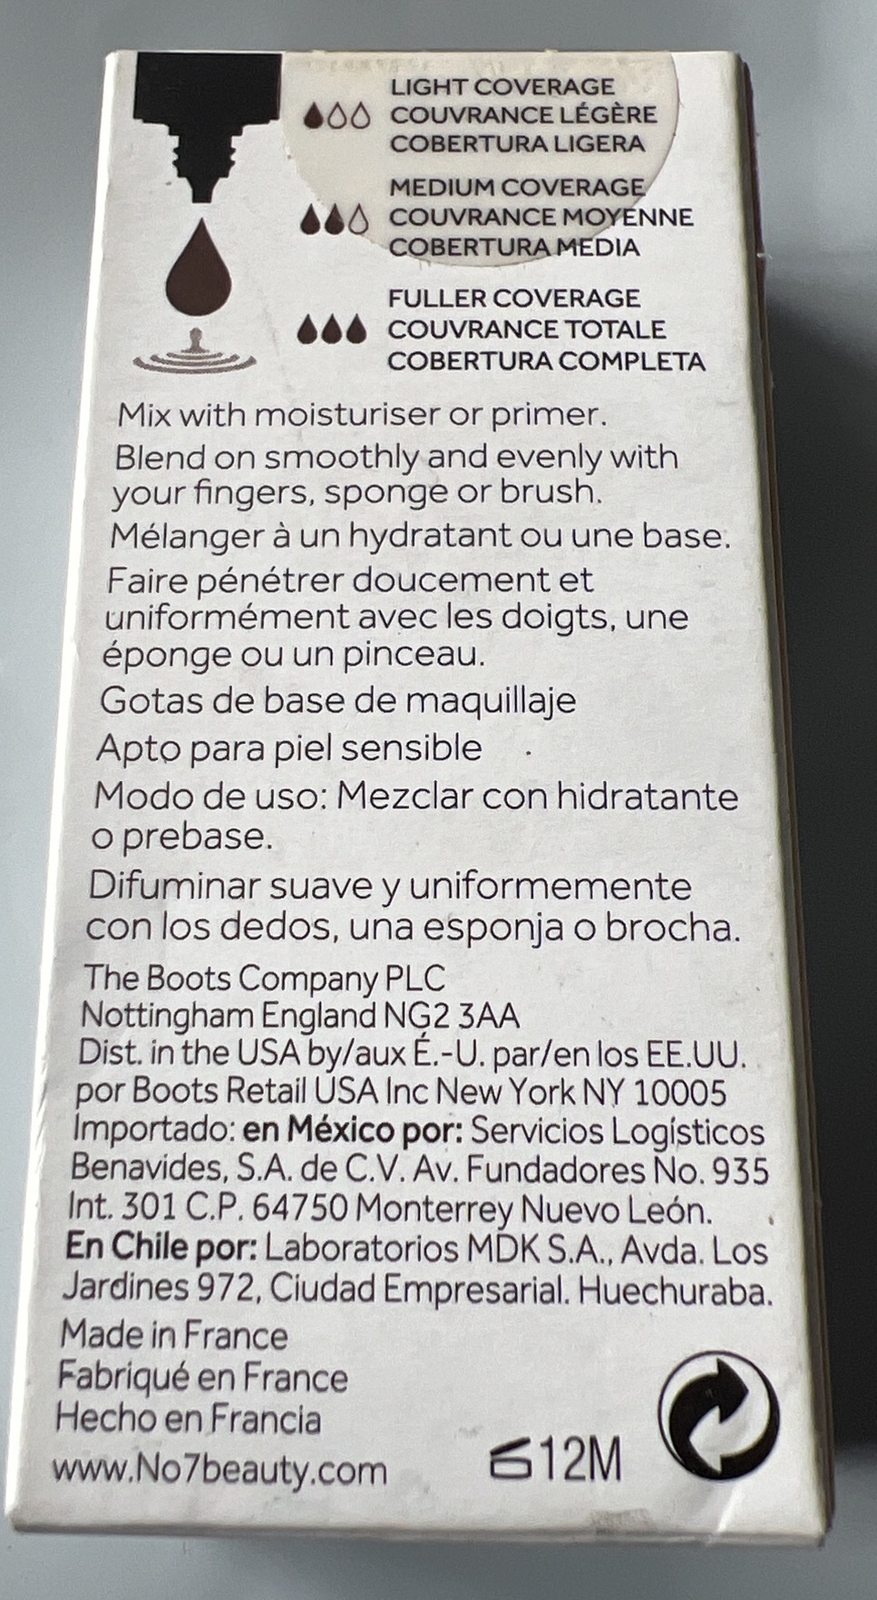 LIGHT COVERAGE
COUVRANCE LÉGÈRE
COBERTURA LIGERA
MEDIUM COVERAGE
COUVRANCE MOYENNE
COBERTURA MEDIA
FULLER COVERAGE
COUVRANCE TOTALE
COBERTURA COMPLETA
Mix with moisturiser or primer.
Blend on smoothly and evenly with
your fingers, sponge or brush.
Mélanger à un hydratant ou une base.
Faire pénétrer doucement et
uniformément avec les doigts, une
éponge ou un pinceau.
Gotas de base de maquillaje
Apto para piel sensible
Modo de uso: Mezclar con hidratante
o prebase.
Difuminar suave y uniformemente
con los dedos, una esponja o brocha.
The Boots Company PLC
Nottingham England NG2 3AA
Dist. in the USA by/aux É.-U. par/en los EE.UU.
por Boots Retail USA Inc New York NY 10005
Importado: en México por: Servicios Logísticos
Benavides, S.A. de C.V. Av. Fundadores No. 935
Int. 301 C.P. 64750 Monterrey Nuevo León.
En Chile por: Laboratorios MDK S.A., Avda. Los
Jardines 972, Ciudad Empresarial. Huechuraba.
Made in France
Fabriqué en France
Hecho en Francia
www.No7beauty.com
12M